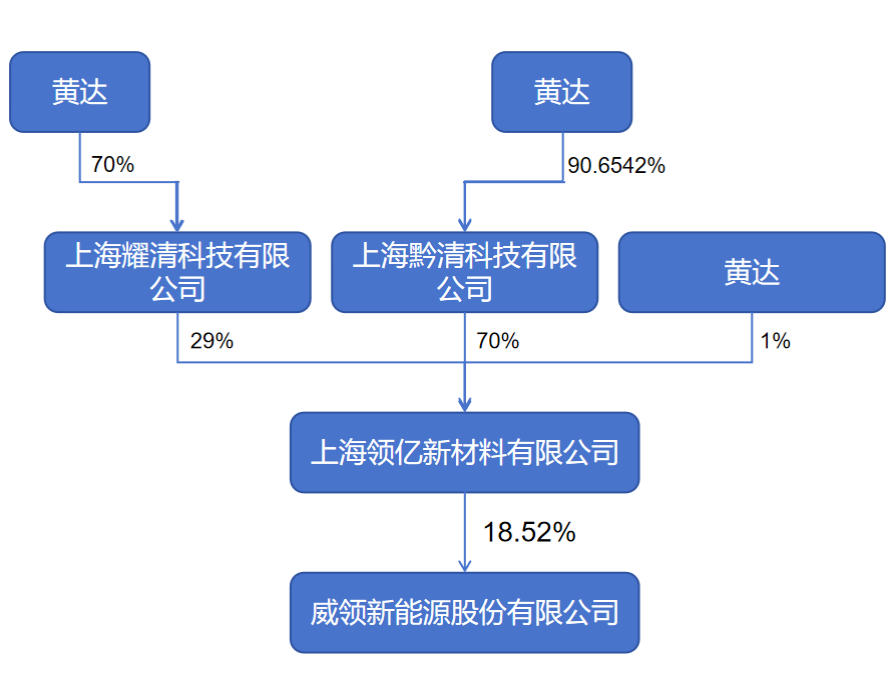 黄达
黄达
70%
90.6542%
上海耀清科技有限
公司
上海黔清科技有限
公司
黄达
29%
70%
1%
上海领亿新材料有限公司
18.52%
威领新能源股份有限公司